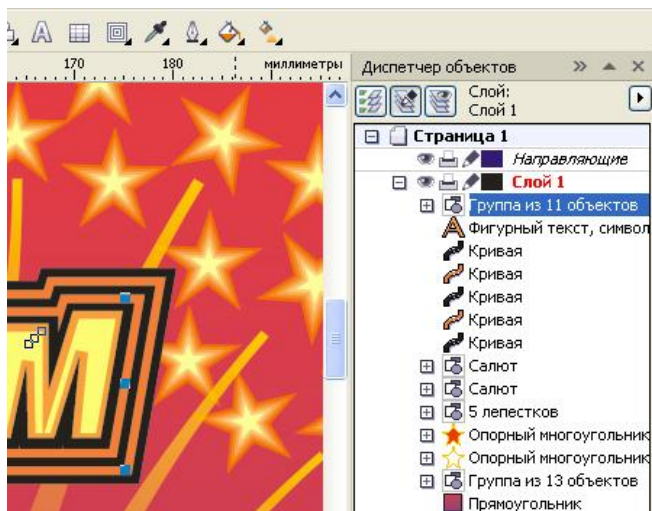 170 180 миллиметры
Диспетчер объектов
Слой:
Слой 1
Страница 1
Направляющие
Слой 1
Группа из 11 объектов
Фигурный текст, символ
Кривая
Кривая
Кривая
Кривая
Кривая
Салют
Салют
5 лепестков
Опорный многоугольник
Опорный многоугольник
Группа из 13 объектов
Прямоугольник
М